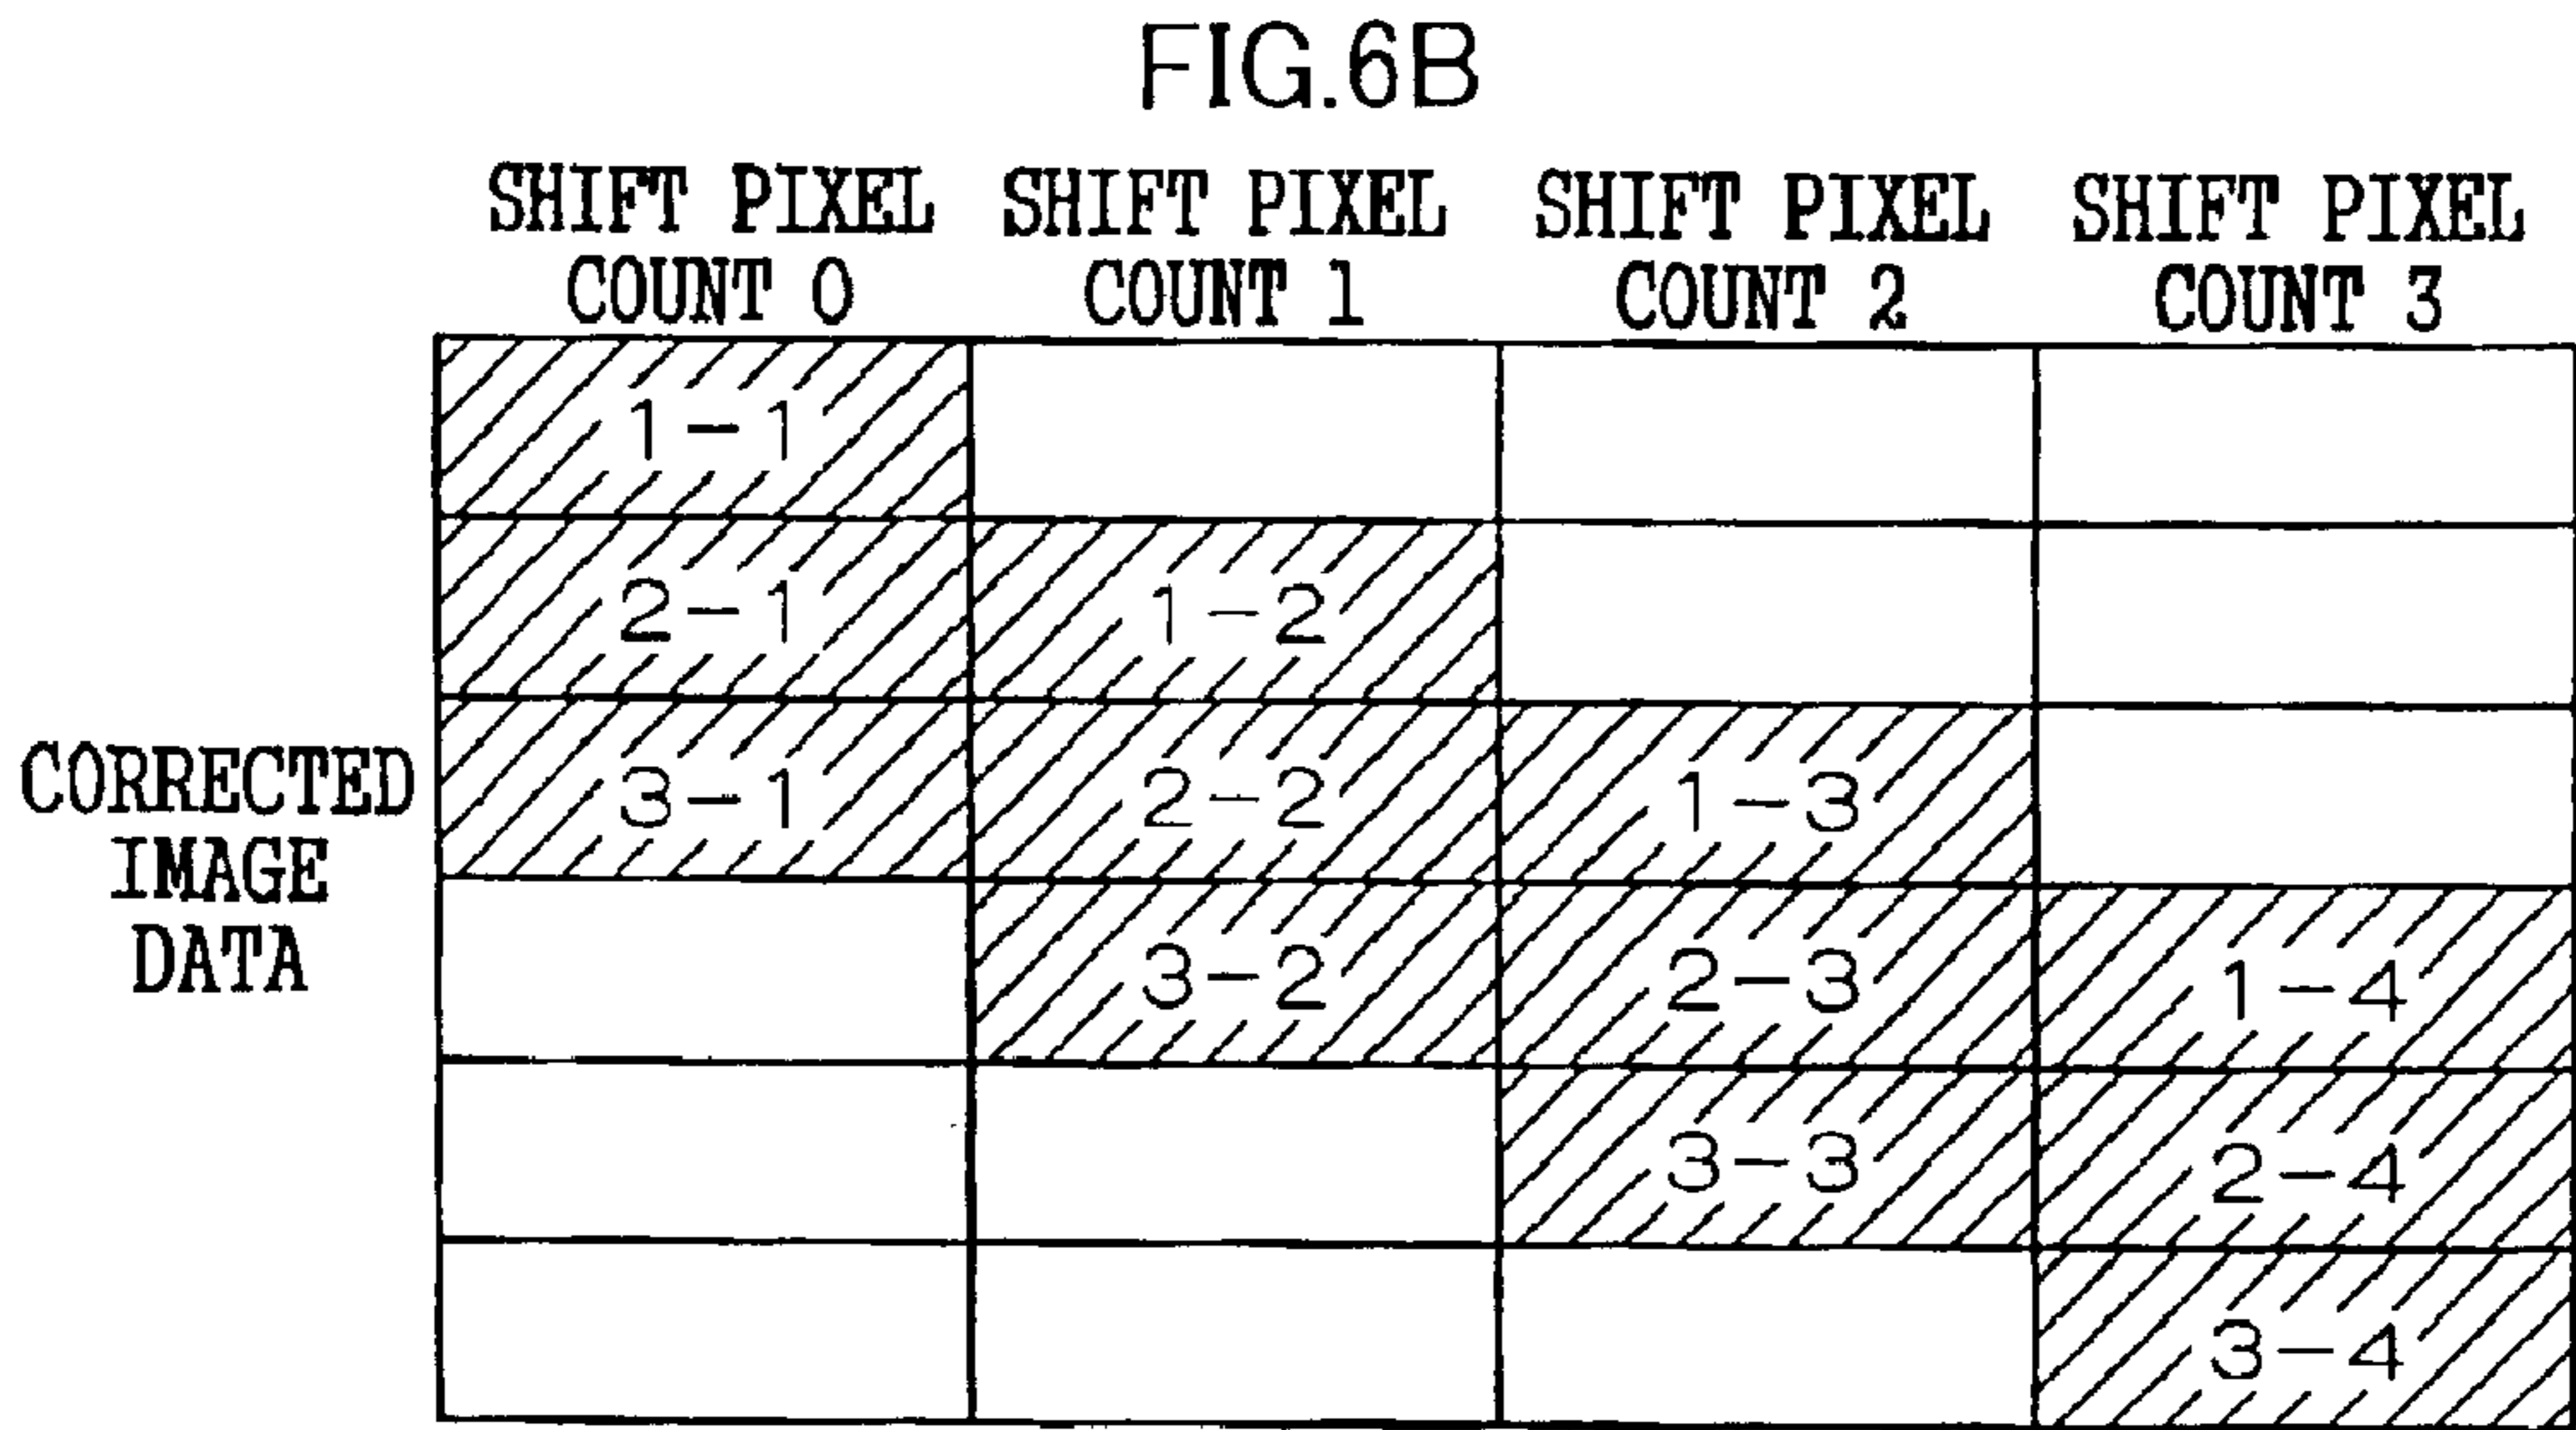 FIG.6B
SHIFT PIXEL COUNT 0
SHIFT PIXEL COUNT 1
SHIFT PIXEL COUNT 2
SHIFT PIXEL COUNT 3
1-1
2-1 1-2
CORRECTED
IMAGE
DATA
3-1 2-2 1-3
3-2 2-3 1-4
3-3 2-4
3-4